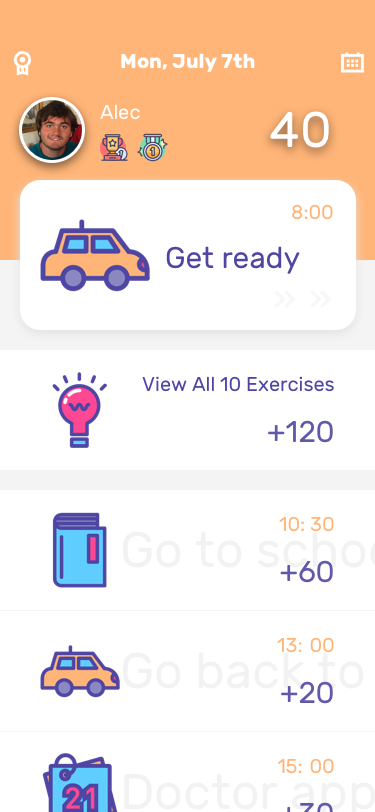 Mon, July 7th
Alec
40
8:00
Get ready
View All 10 Exercises
+120
10: 30
Go to schoo
+60
13: 00
Go back to
+20
15: 00
21
Doctor app
+30